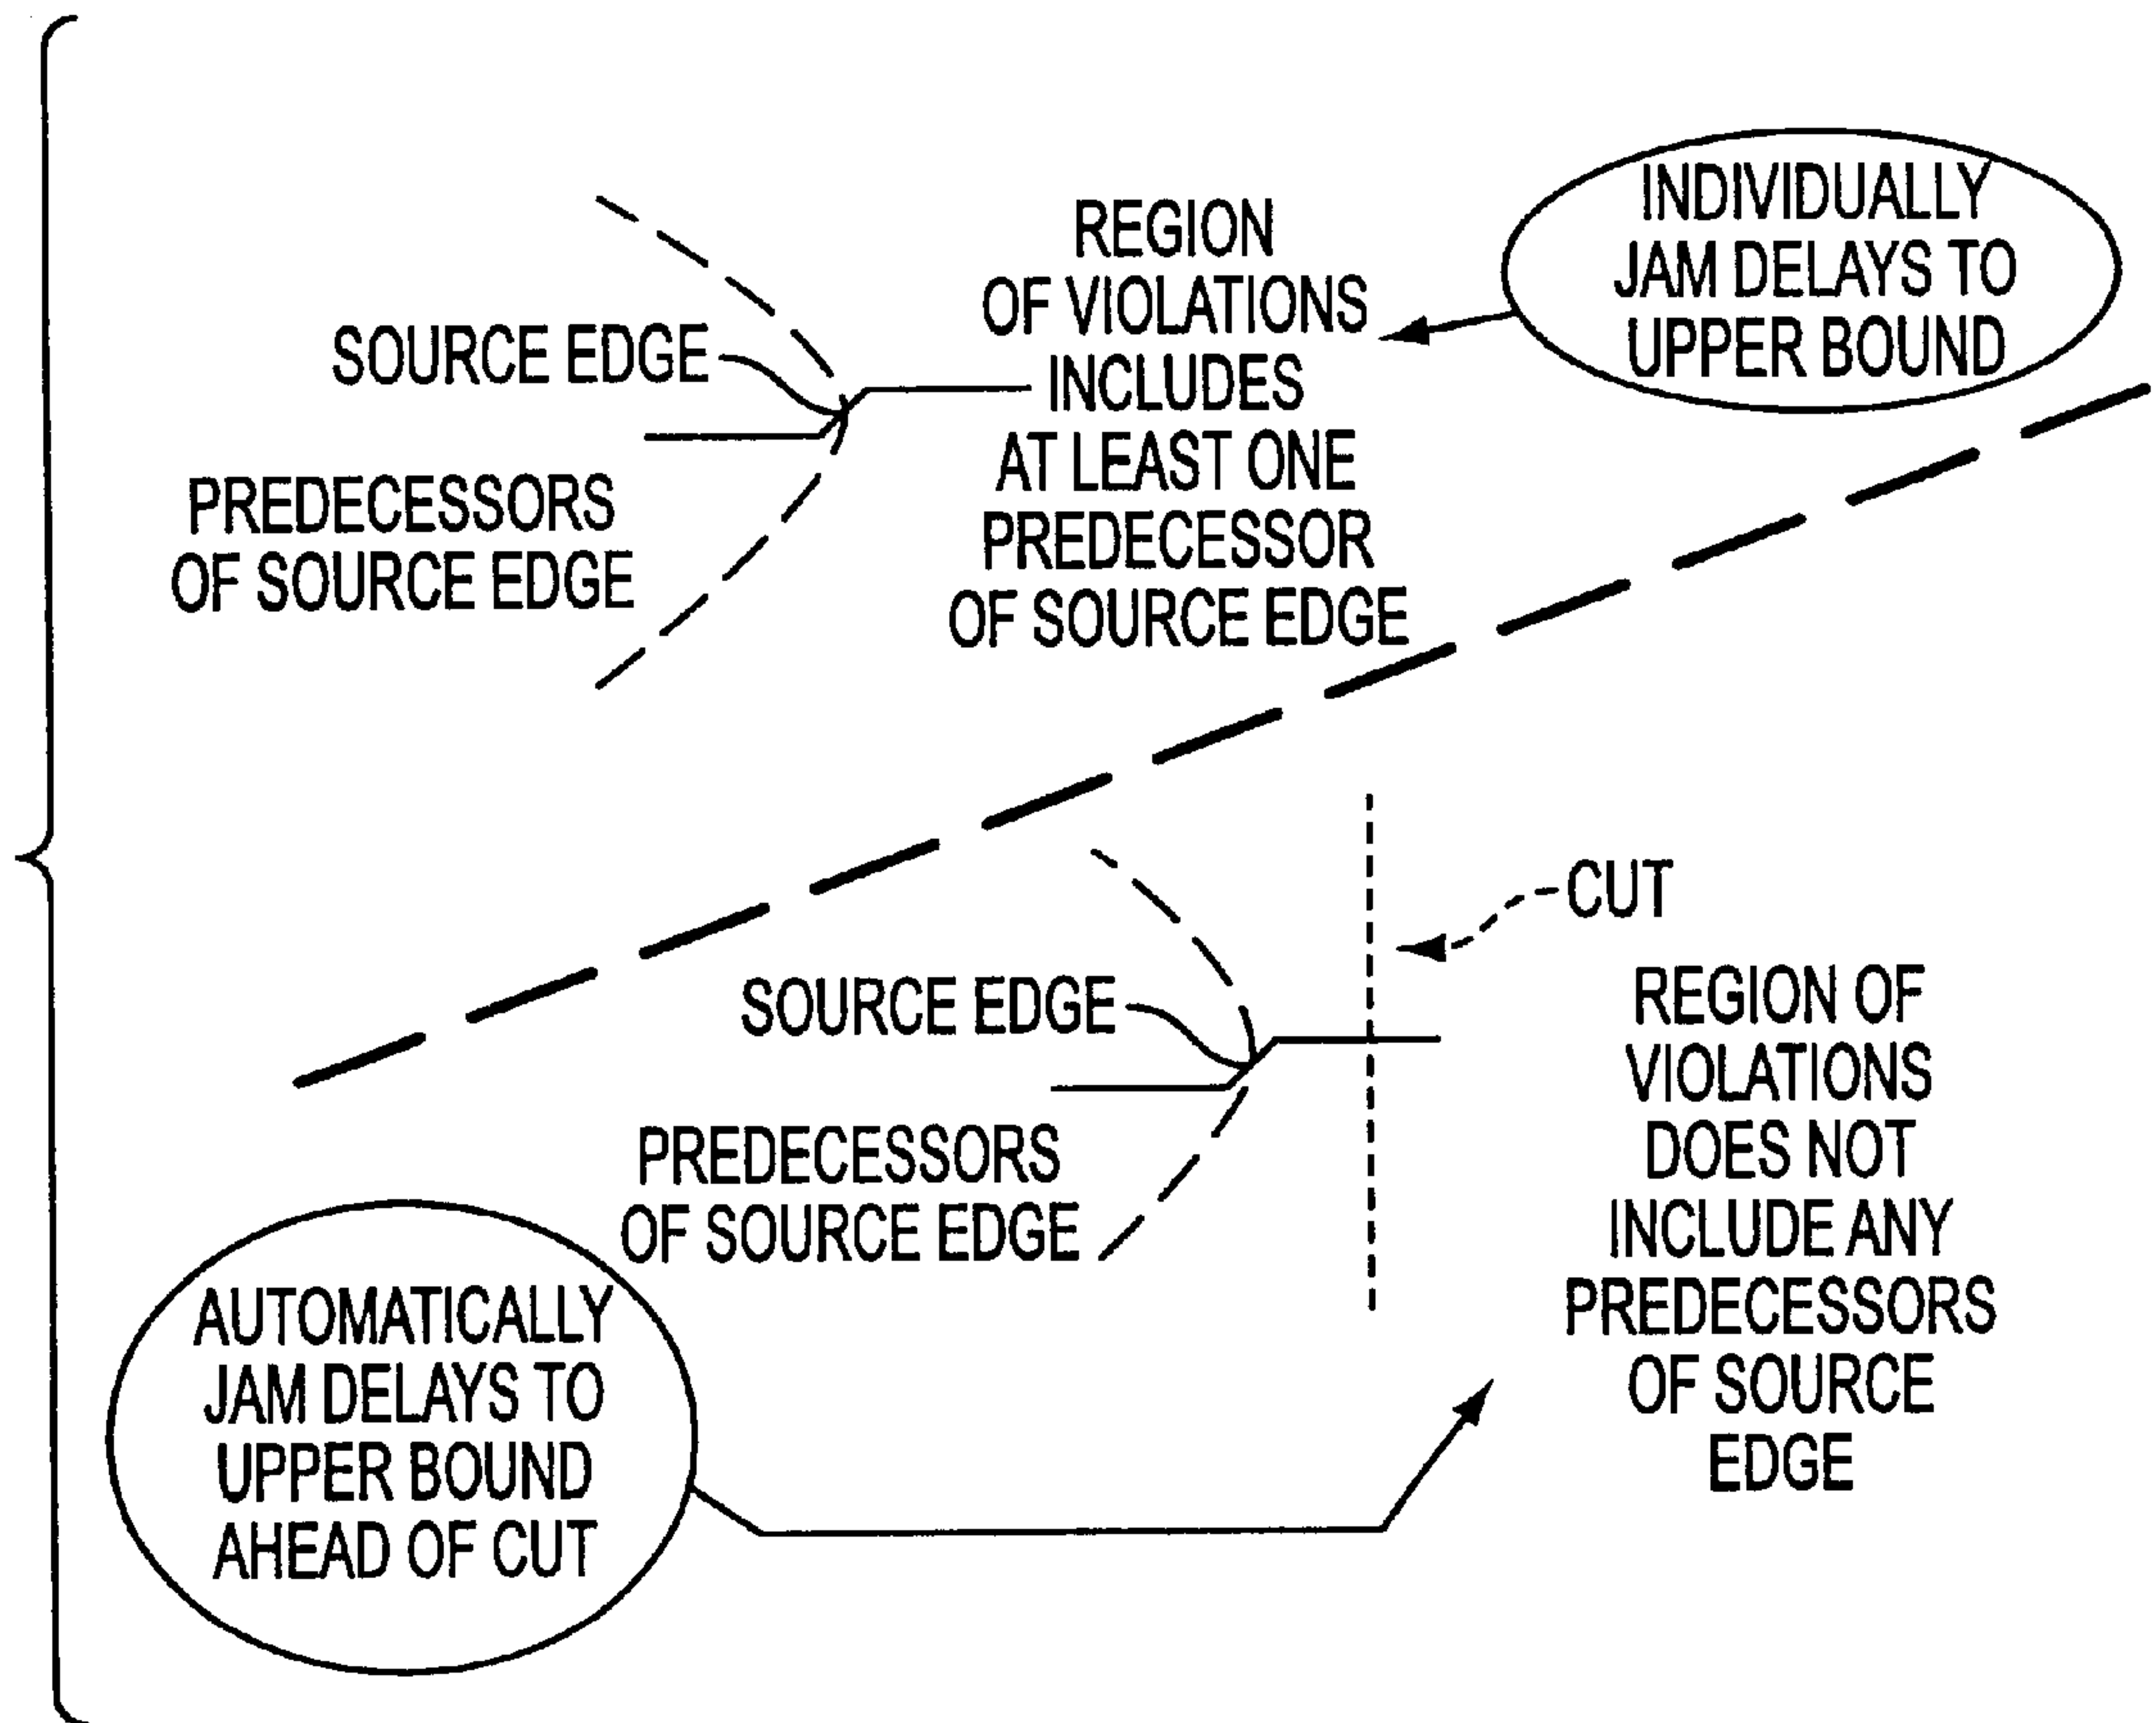 INDIVIDUALLY
JAM DELAYS TO
UPPER BOUND
REGION
OF VIOLATIONS
INCLUDES
AT LEAST ONE
PREDECESSOR
OF SOURCE EDGE
SOURCE EDGE
PREDECESSORS
OF SOURCE EDGE
CUT
SOURCE EDGE
PREDECESSORS
OF SOURCE EDGE
REGION OF
VIOLATIONS
DOES NOT
INCLUDE ANY
PREDECESSORS
OF SOURCE
EDGE
AUTOMATICALLY
JAM DELAYS TO
UPPER BOUND
AHEAD OF CUT